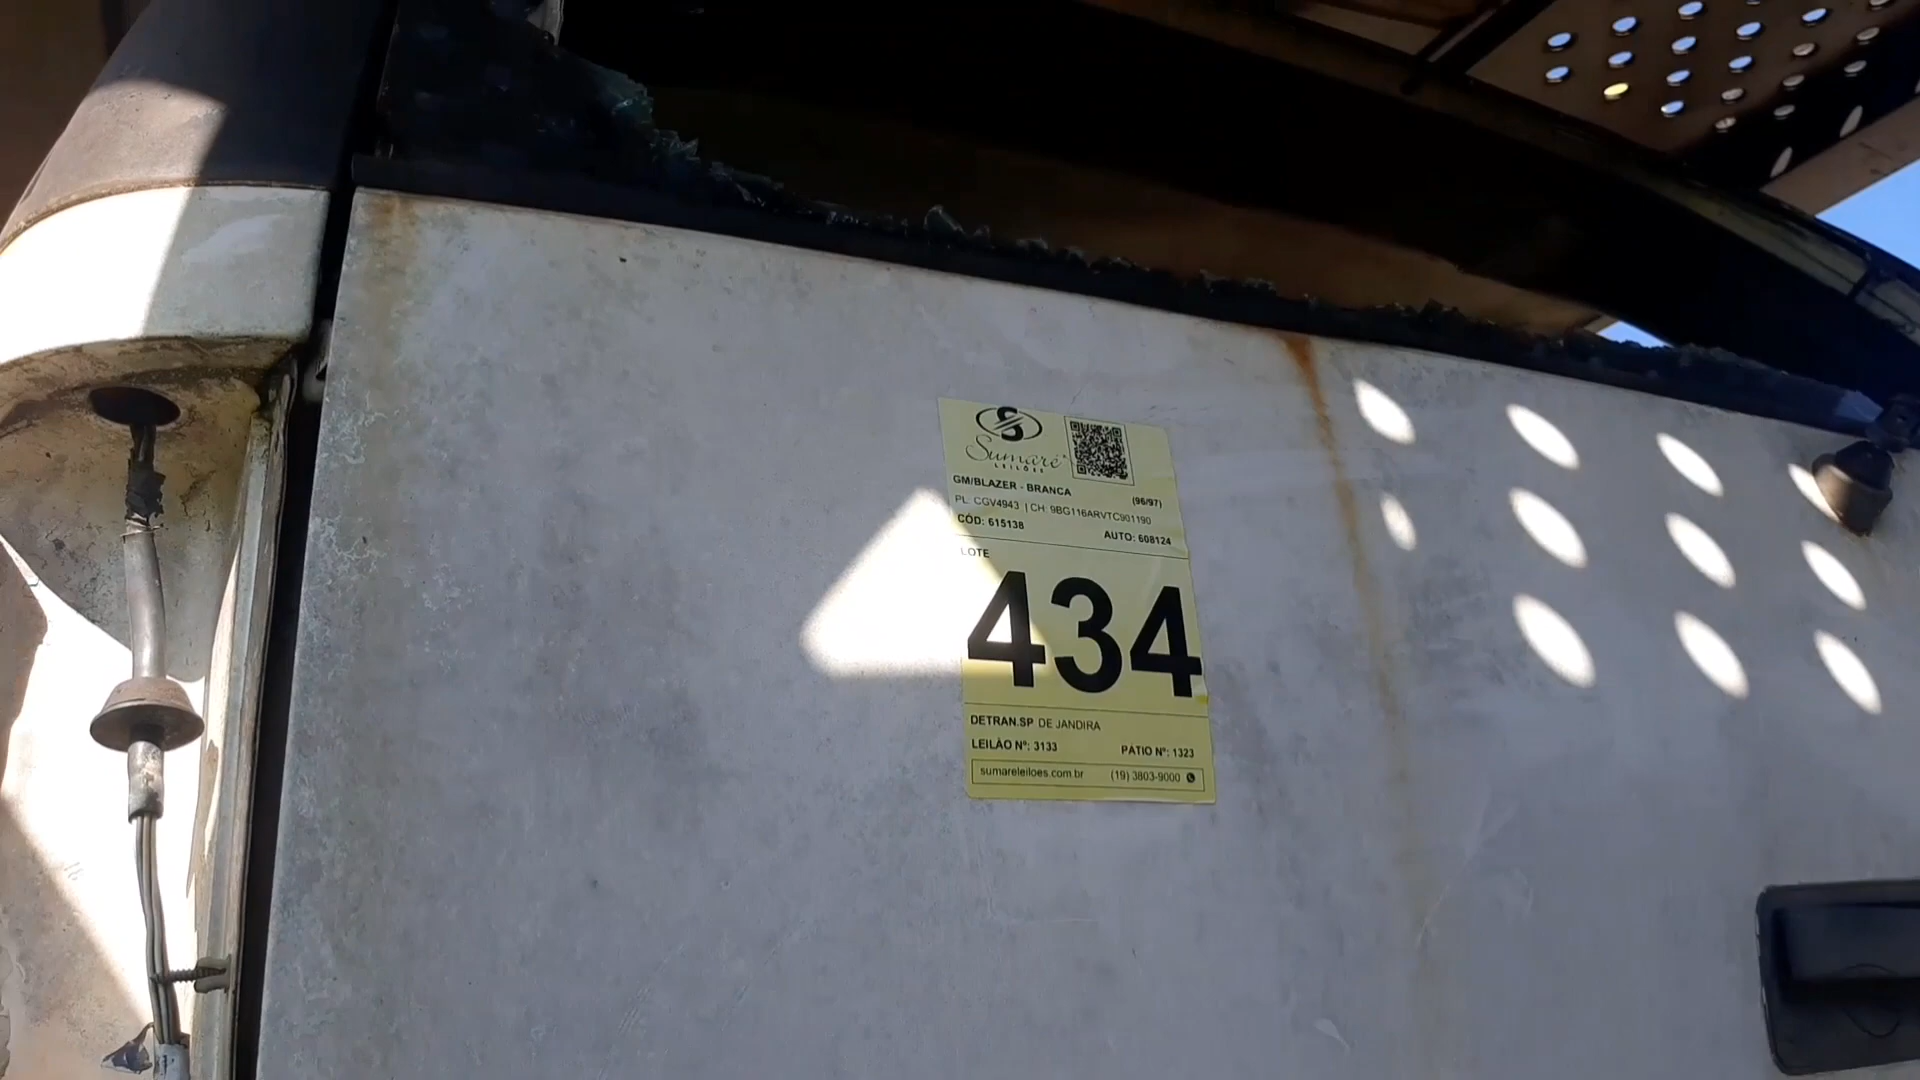 S
Sumaré
LEILÕES
GM/BLAZER - BRANCA (96/97)
PL: CGV4943 | CH: 9BG116ARVTC901190
CÓD: 615138 AUTO: 608124
LOTE
434
DETRAN.SP DE JANDIRA
LEILÃO Nº: 3133 PÁTIO Nº: 1323
sumareleiloes.com.br (19) 3803-9000